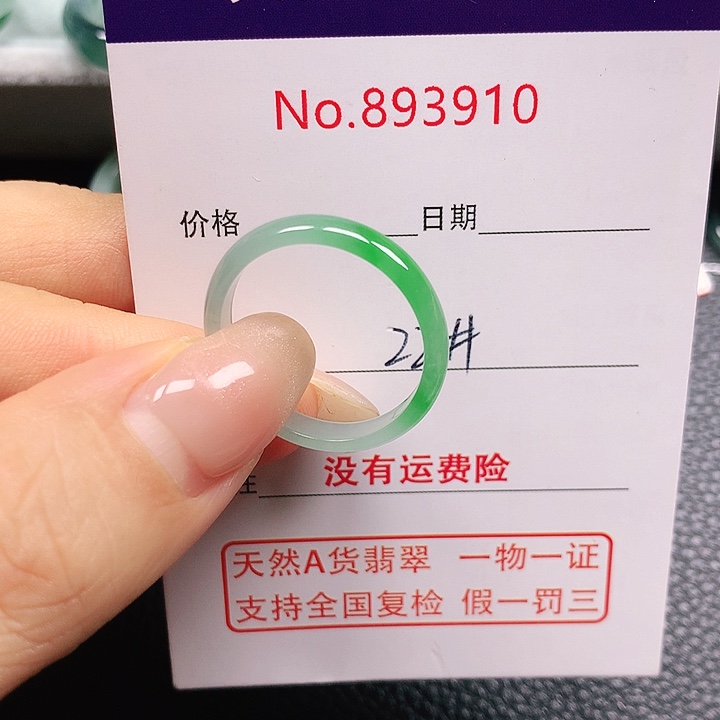 No.893910
价格 日期
22#
没有运费险
天然A货翡翠 一物一证
支持全国复检 假一罚三